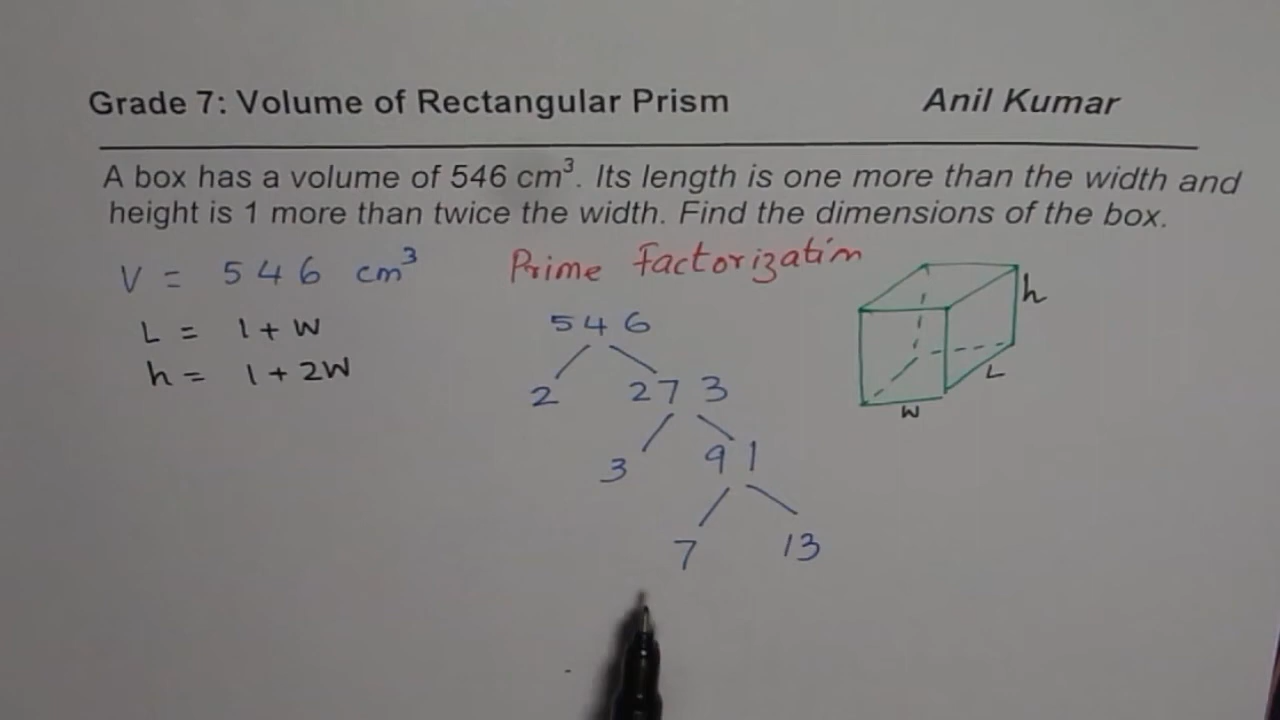 Grade 7: Volume of Rectangular Prism Anil Kumar
A box has a volume of 546 cm³. Its length is one more than the width and
height is 1 more than twice the width. Find the dimensions of the box.
V = 546 cm³
L = 1 + W
h = 1 + 2W
Prime Factorization
546
2 273
3 91
7 13
h
L
W